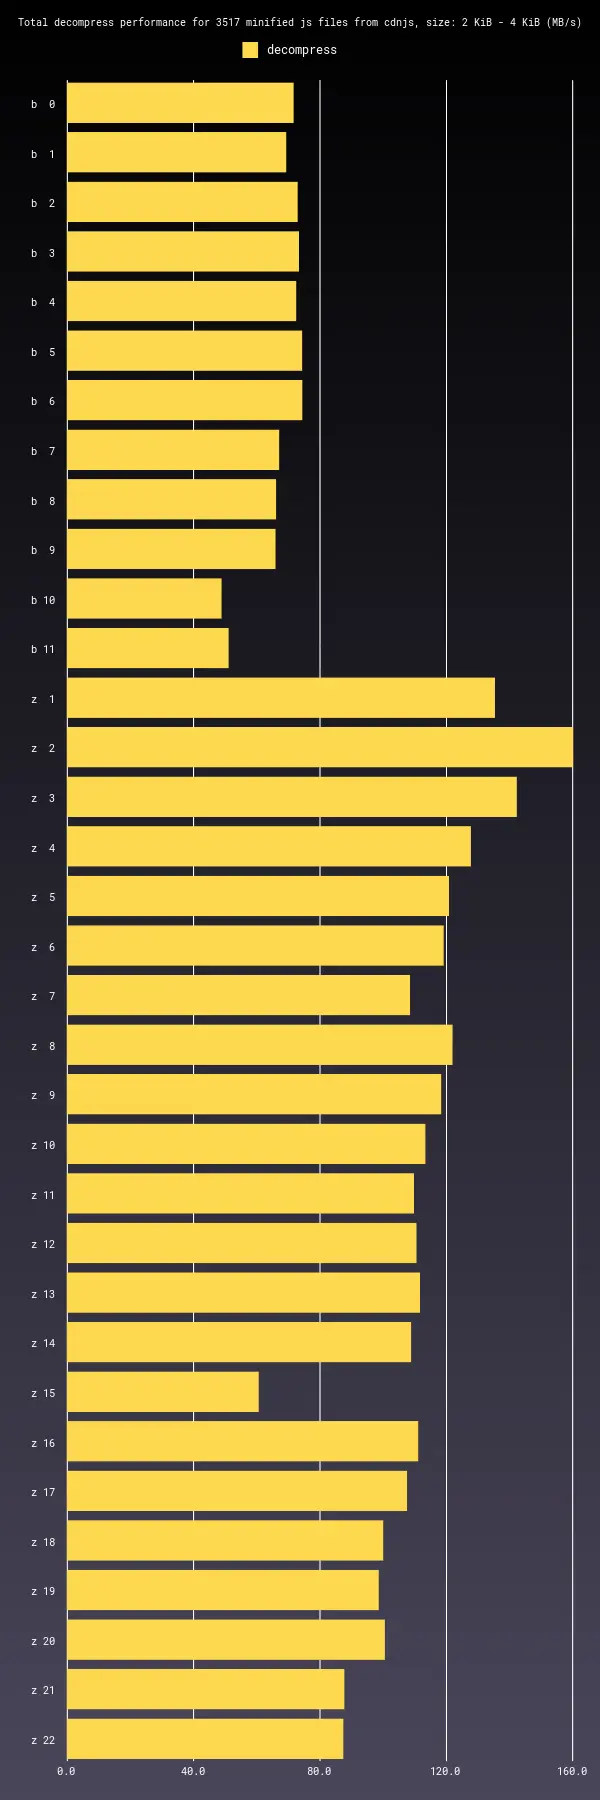 Total decompress performance for 3517 minified js files from cdnjs, size: 2 KiB - 4 KiB (MB/s)
decompress
b 0
b 1
b 2
b 3
b 4
b 5
b 6
b 7
b 8
b 9
b 10
b 11
z 1
z 2
z 3
z 4
z 5
z 6
z 7
z 8
z 9
z 10
z 11
z 12
z 13
z 14
z 15
z 16
z 17
z 18
z 19
z 20
z 21
z 22
0.0 40.0 80.0 120.0 160.0